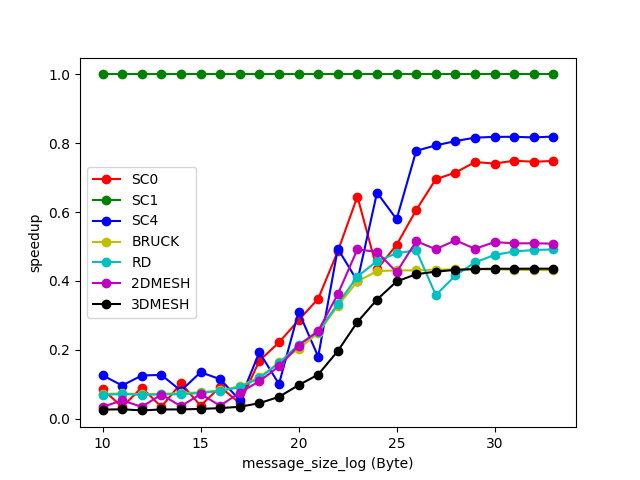 1.0
0.8
0.6
0.4
0.2
0.0
speedup
SC0
SC1
SC4
BRUCK
RD
2DMESH
3DMESH
10 15 20 25 30
message_size_log (Byte)